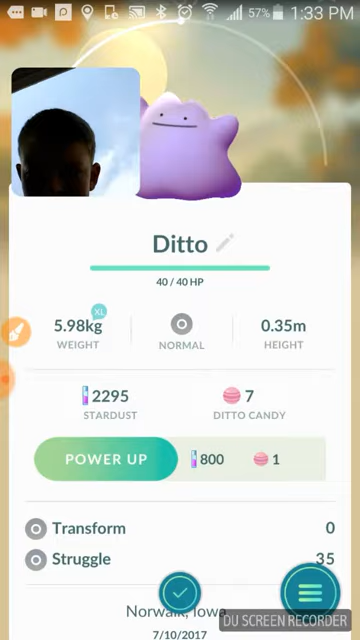 57% 1:33 PM
Ditto
40 / 40 HP
XL
5.98kg
WEIGHT
NORMAL
0.35m
HEIGHT
2295
STARDUST
7
DITTO CANDY
POWER UP
800
1
Transform 0
Struggle 35
Norwalk, Iowa
7/10/2017
DU SCREEN RECORDER